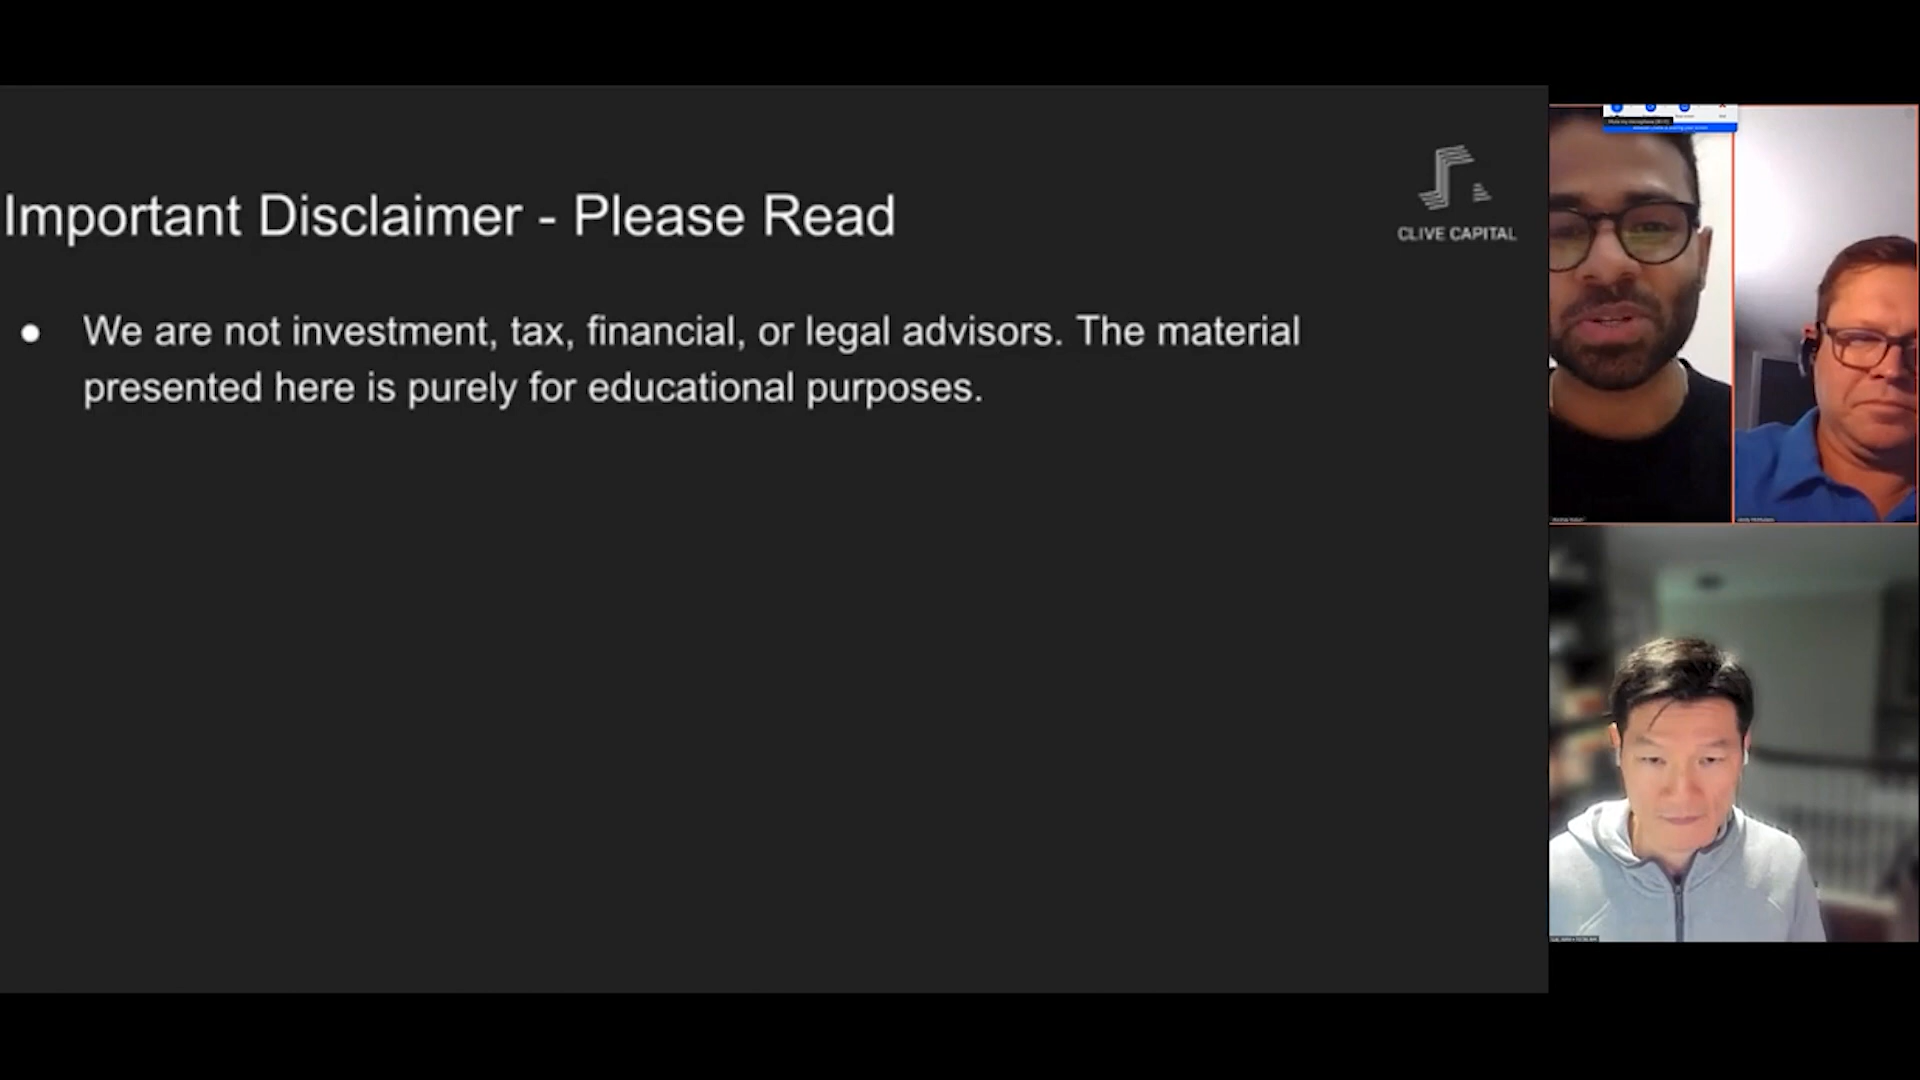 Important Disclaimer - Please Read
CLIVE CAPITAL
● We are not investment, tax, financial, or legal advisors. The material
presented here is purely for educational purposes.